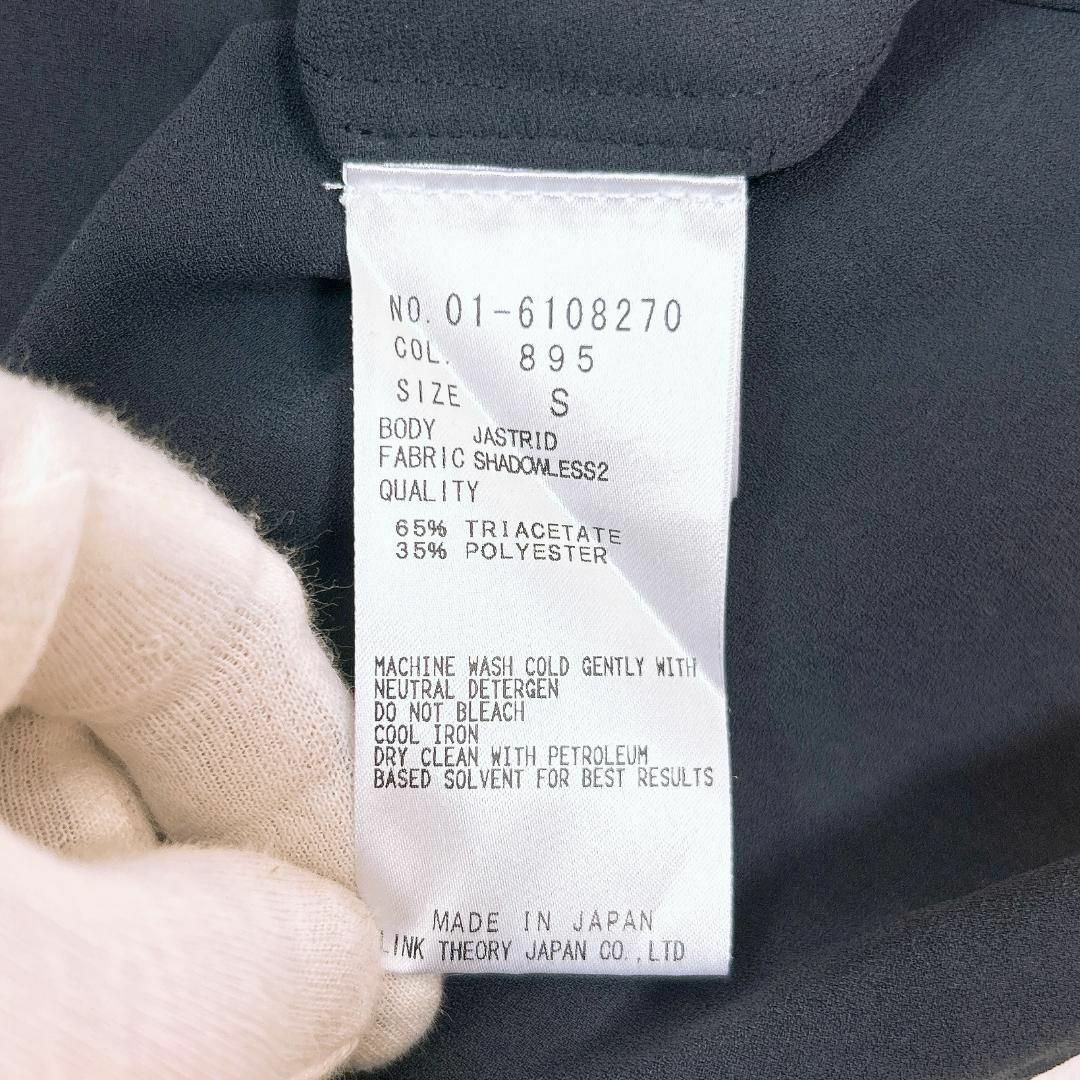 NO. 01-6108270
COL. 895
SIZE S
BODY JASTRID
FABRIC SHADOWLESS2
QUALITY
65% TRIACETATE
35% POLYESTER
MACHINE WASH COLD GENTLY WITH
NEUTRAL DETERGEN
DO NOT BLEACH
COOL IRON
DRY CLEAN WITH PETROLEUM
BASED SOLVENT FOR BEST RESULTS
MADE IN JAPAN
LINK THEORY JAPAN CO.,LTD